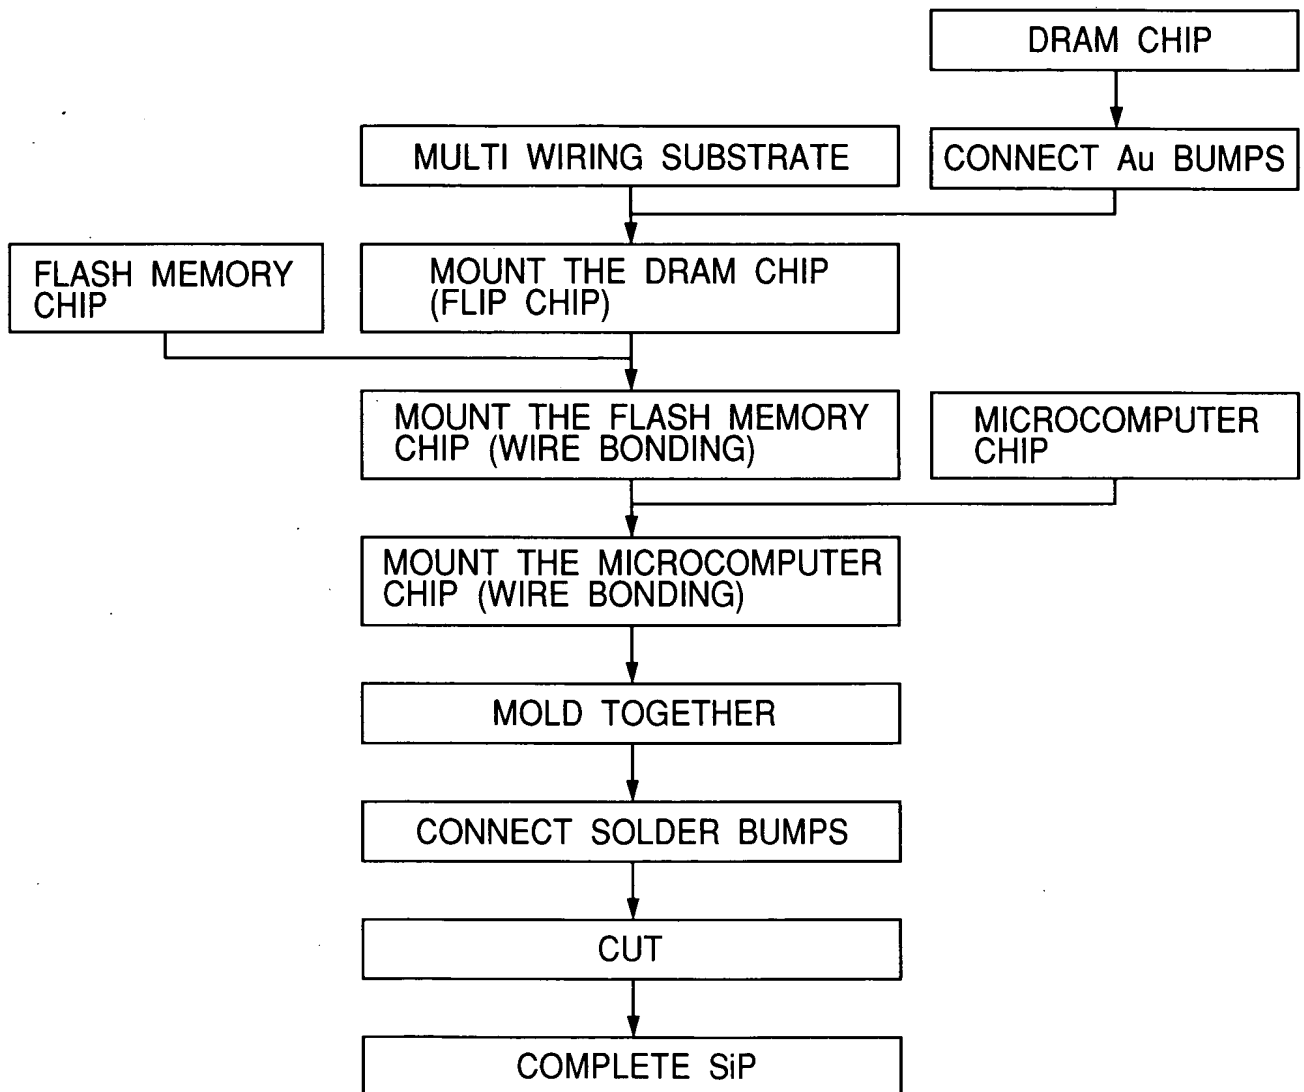 DRAM CHIP
MULTI WIRING SUBSTRATE
CONNECT Au BUMPS
FLASH MEMORY
CHIP
MOUNT THE DRAM CHIP
(FLIP CHIP)
MOUNT THE FLASH MEMORY
CHIP (WIRE BONDING)
MICROCOMPUTER
CHIP
MOUNT THE MICROCOMPUTER
CHIP (WIRE BONDING)
MOLD TOGETHER
CONNECT SOLDER BUMPS
CUT
COMPLETE SiP